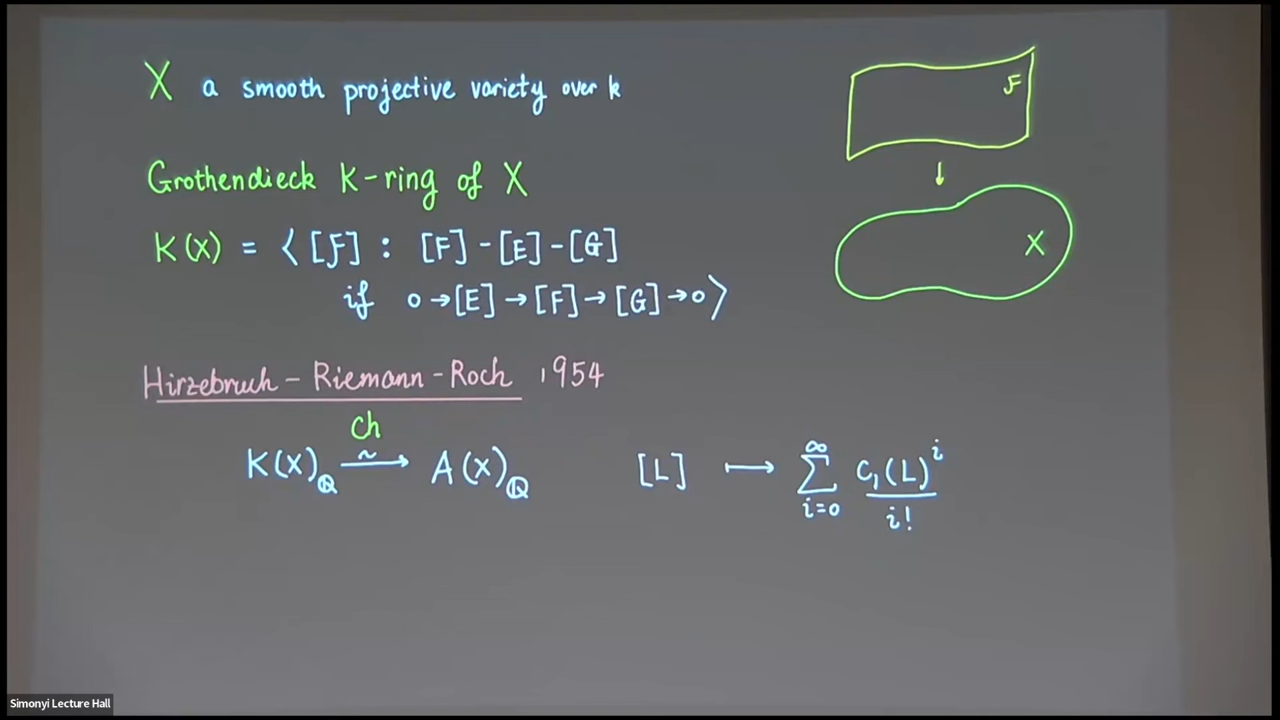 X a smooth projective variety over k
F
Grothendieck K-ring of X
K(X) = ⟨ [F] : [F] - [E] - [G]
if 0 → [E] → [F] → [G] → 0 ⟩
X
Hirzebruch - Riemann - Roch 1954
K(X)_ℚ →^{ch}_{~} A(X)_ℚ [L] ⟼ ∑_{i=0}^{∞} c₁(L)^i / i!
Simonyi Lecture Hall